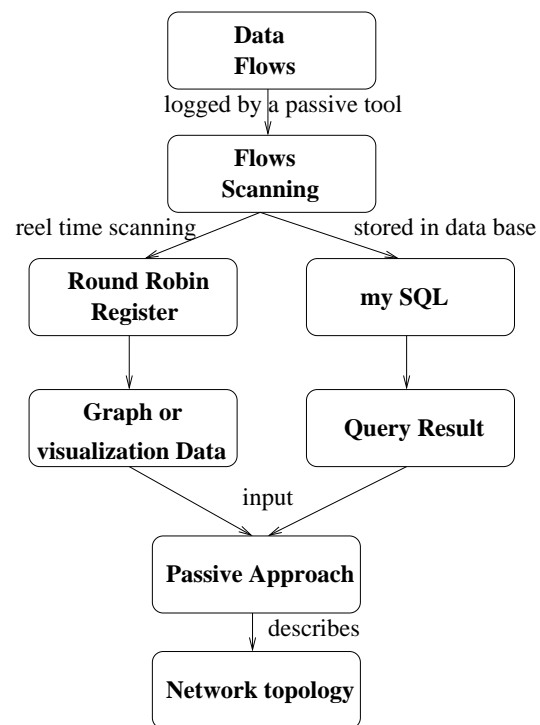 Data
Flows
logged by a passive tool
Flows
Scanning
reel time scanning
stored in data base
Round Robin
Register
my SQL
Graph or
visualization Data
Query Result
input
Passive Approach
describes
Network topology